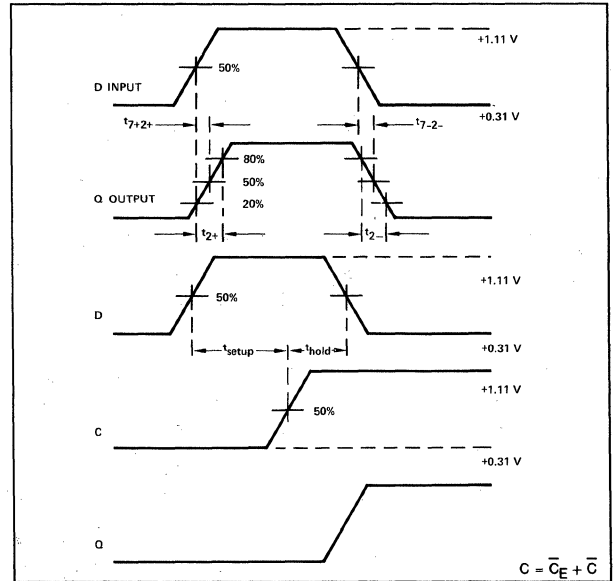 +1.11 V
50%
D INPUT
+0.31 V
t7+2+
t7-2-
80%
50%
Q OUTPUT
20%
t2+
t2-
+1.11 V
50%
D
tsetup
thold
+0.31 V
+1.11 V
50%
C
+0.31 V
Q
C = C̅E + C̅